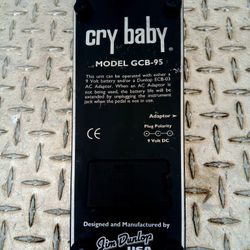 cry baby®
MODEL GCB-95
This unit can be operated with either a
9 Volt battery and/or a Dunlop ECB-03
AC Adaptor. When an AC Adaptor is
not being used, the battery life will be
extended by unplugging the instrument
jack when the pedal is not in use.
Adaptor
Plug Polarity
CE
9 Volt DC
Designed and Manufactured by
Jim Dunlop
USA